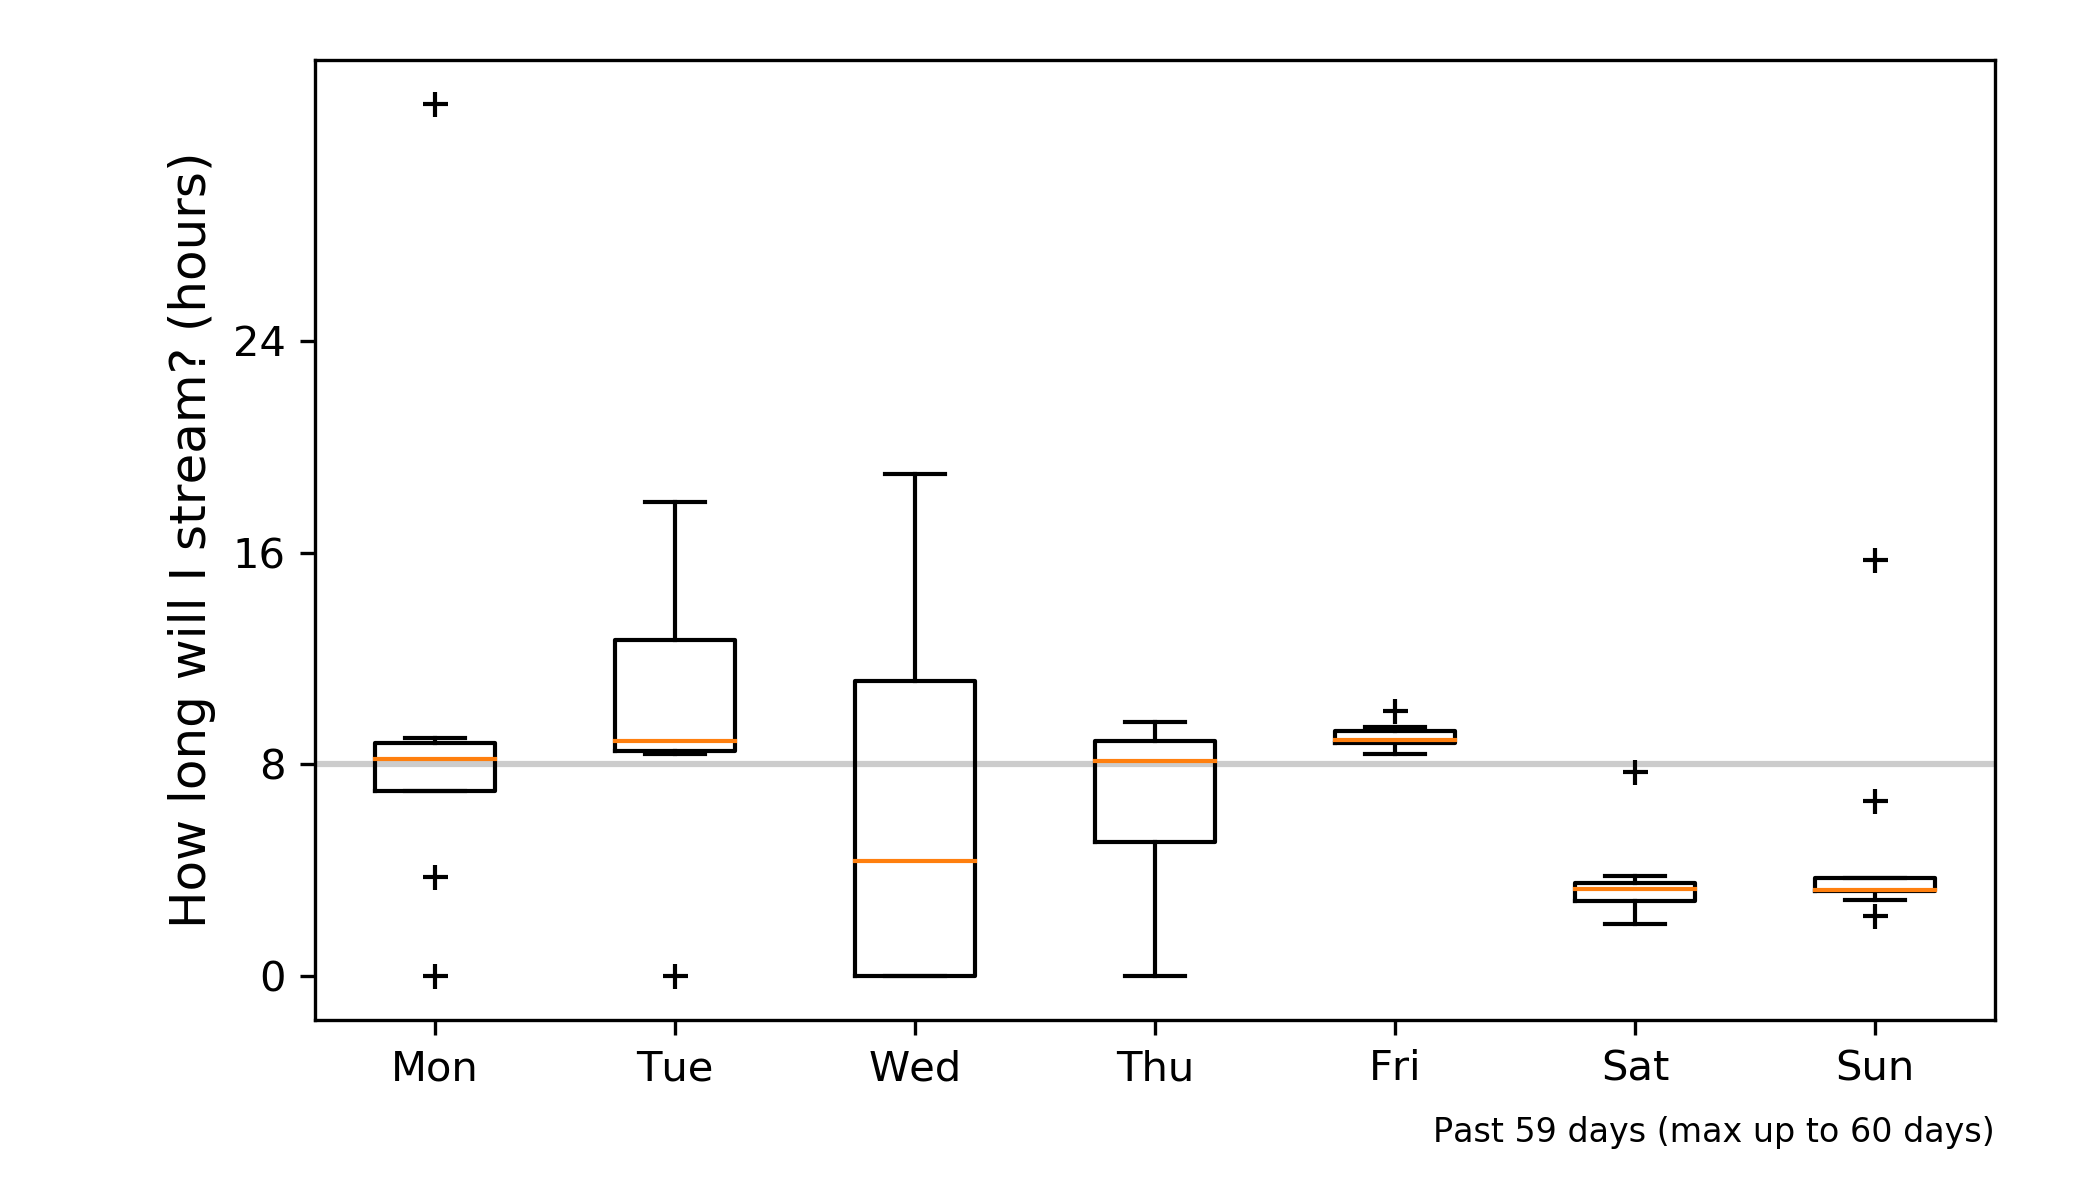 How long will I stream? (hours)
24
16
8
0
Mon Tue Wed Thu Fri Sat Sun
Past 59 days (max up to 60 days)